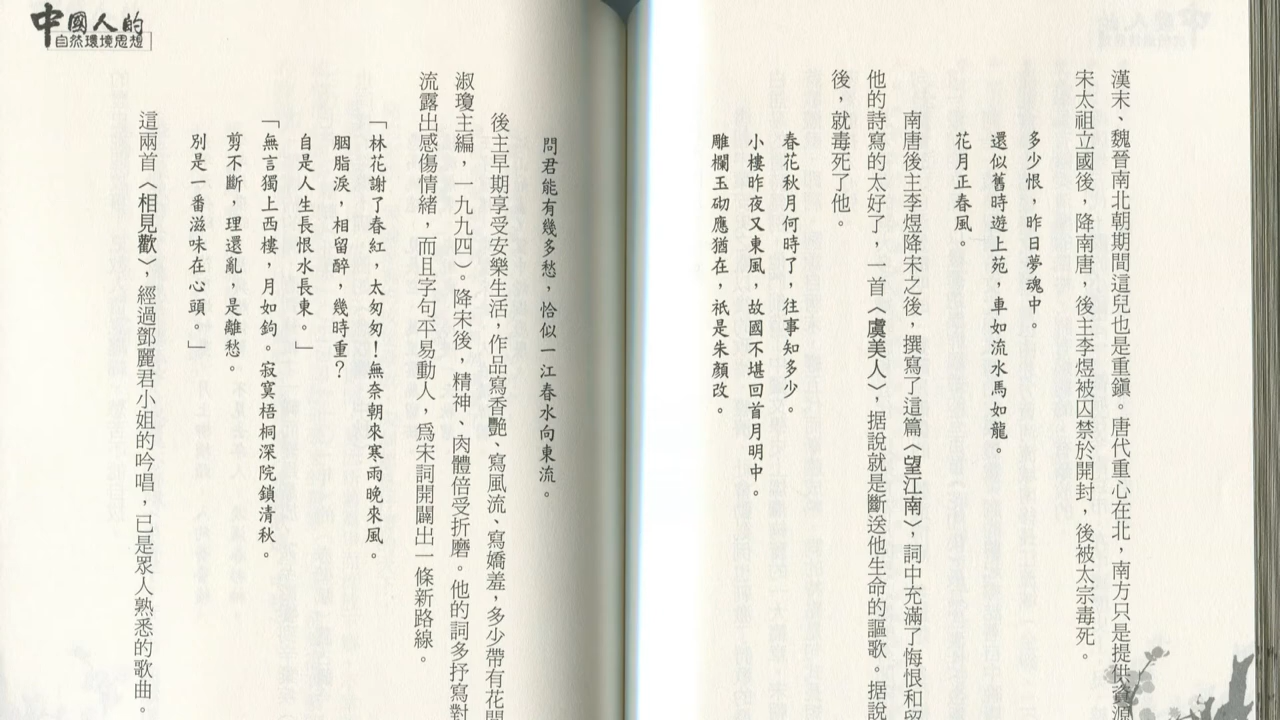 漢末、魏晉南北朝期間這兒也是重鎮。唐代重心在北，南方只是提供資源
宋太祖立國後，降南唐，後主李煜被囚禁於開封，後被太宗毒死。
多少恨，昨日夢魂中。
還似舊時遊上苑，車如流水馬如龍。
花月正春風。
南唐後主李煜降宋之後，撰寫了這篇〈望江南〉，詞中充滿了悔恨和留
他的詩寫的太好了，一首〈虞美人〉，据說就是斷送他生命的謳歌。据說
後，就毒死了他。
春花秋月何時了，往事知多少。
小樓昨夜又東風，故國不堪回首月明中。
雕欄玉砌應猶在，祇是朱顏改。
中國人的
自然環境思想
問君能有幾多愁，恰似一江春水向東流。
後主早期享受安樂生活，作品寫香艷、寫風流、寫嬌羞，多少帶有花間
淑瓊主編，一九九四）。降宋後，精神、肉體倍受折磨。他的詞多抒寫對
流露出感傷情緒，而且字句平易動人，為宋詞開闢出一條新路線。
「林花謝了春紅，太匆匆！無奈朝來寒雨晚來風。
胭脂淚，相留醉，幾時重？
自是人生長恨水長東。」
「無言獨上西樓，月如鉤。寂寞梧桐深院鎖清秋。
剪不斷，理還亂，是離愁。
別是一番滋味在心頭。」
這兩首〈相見歡〉，經過鄧麗君小姐的吟唱，已是眾人熟悉的歌曲。